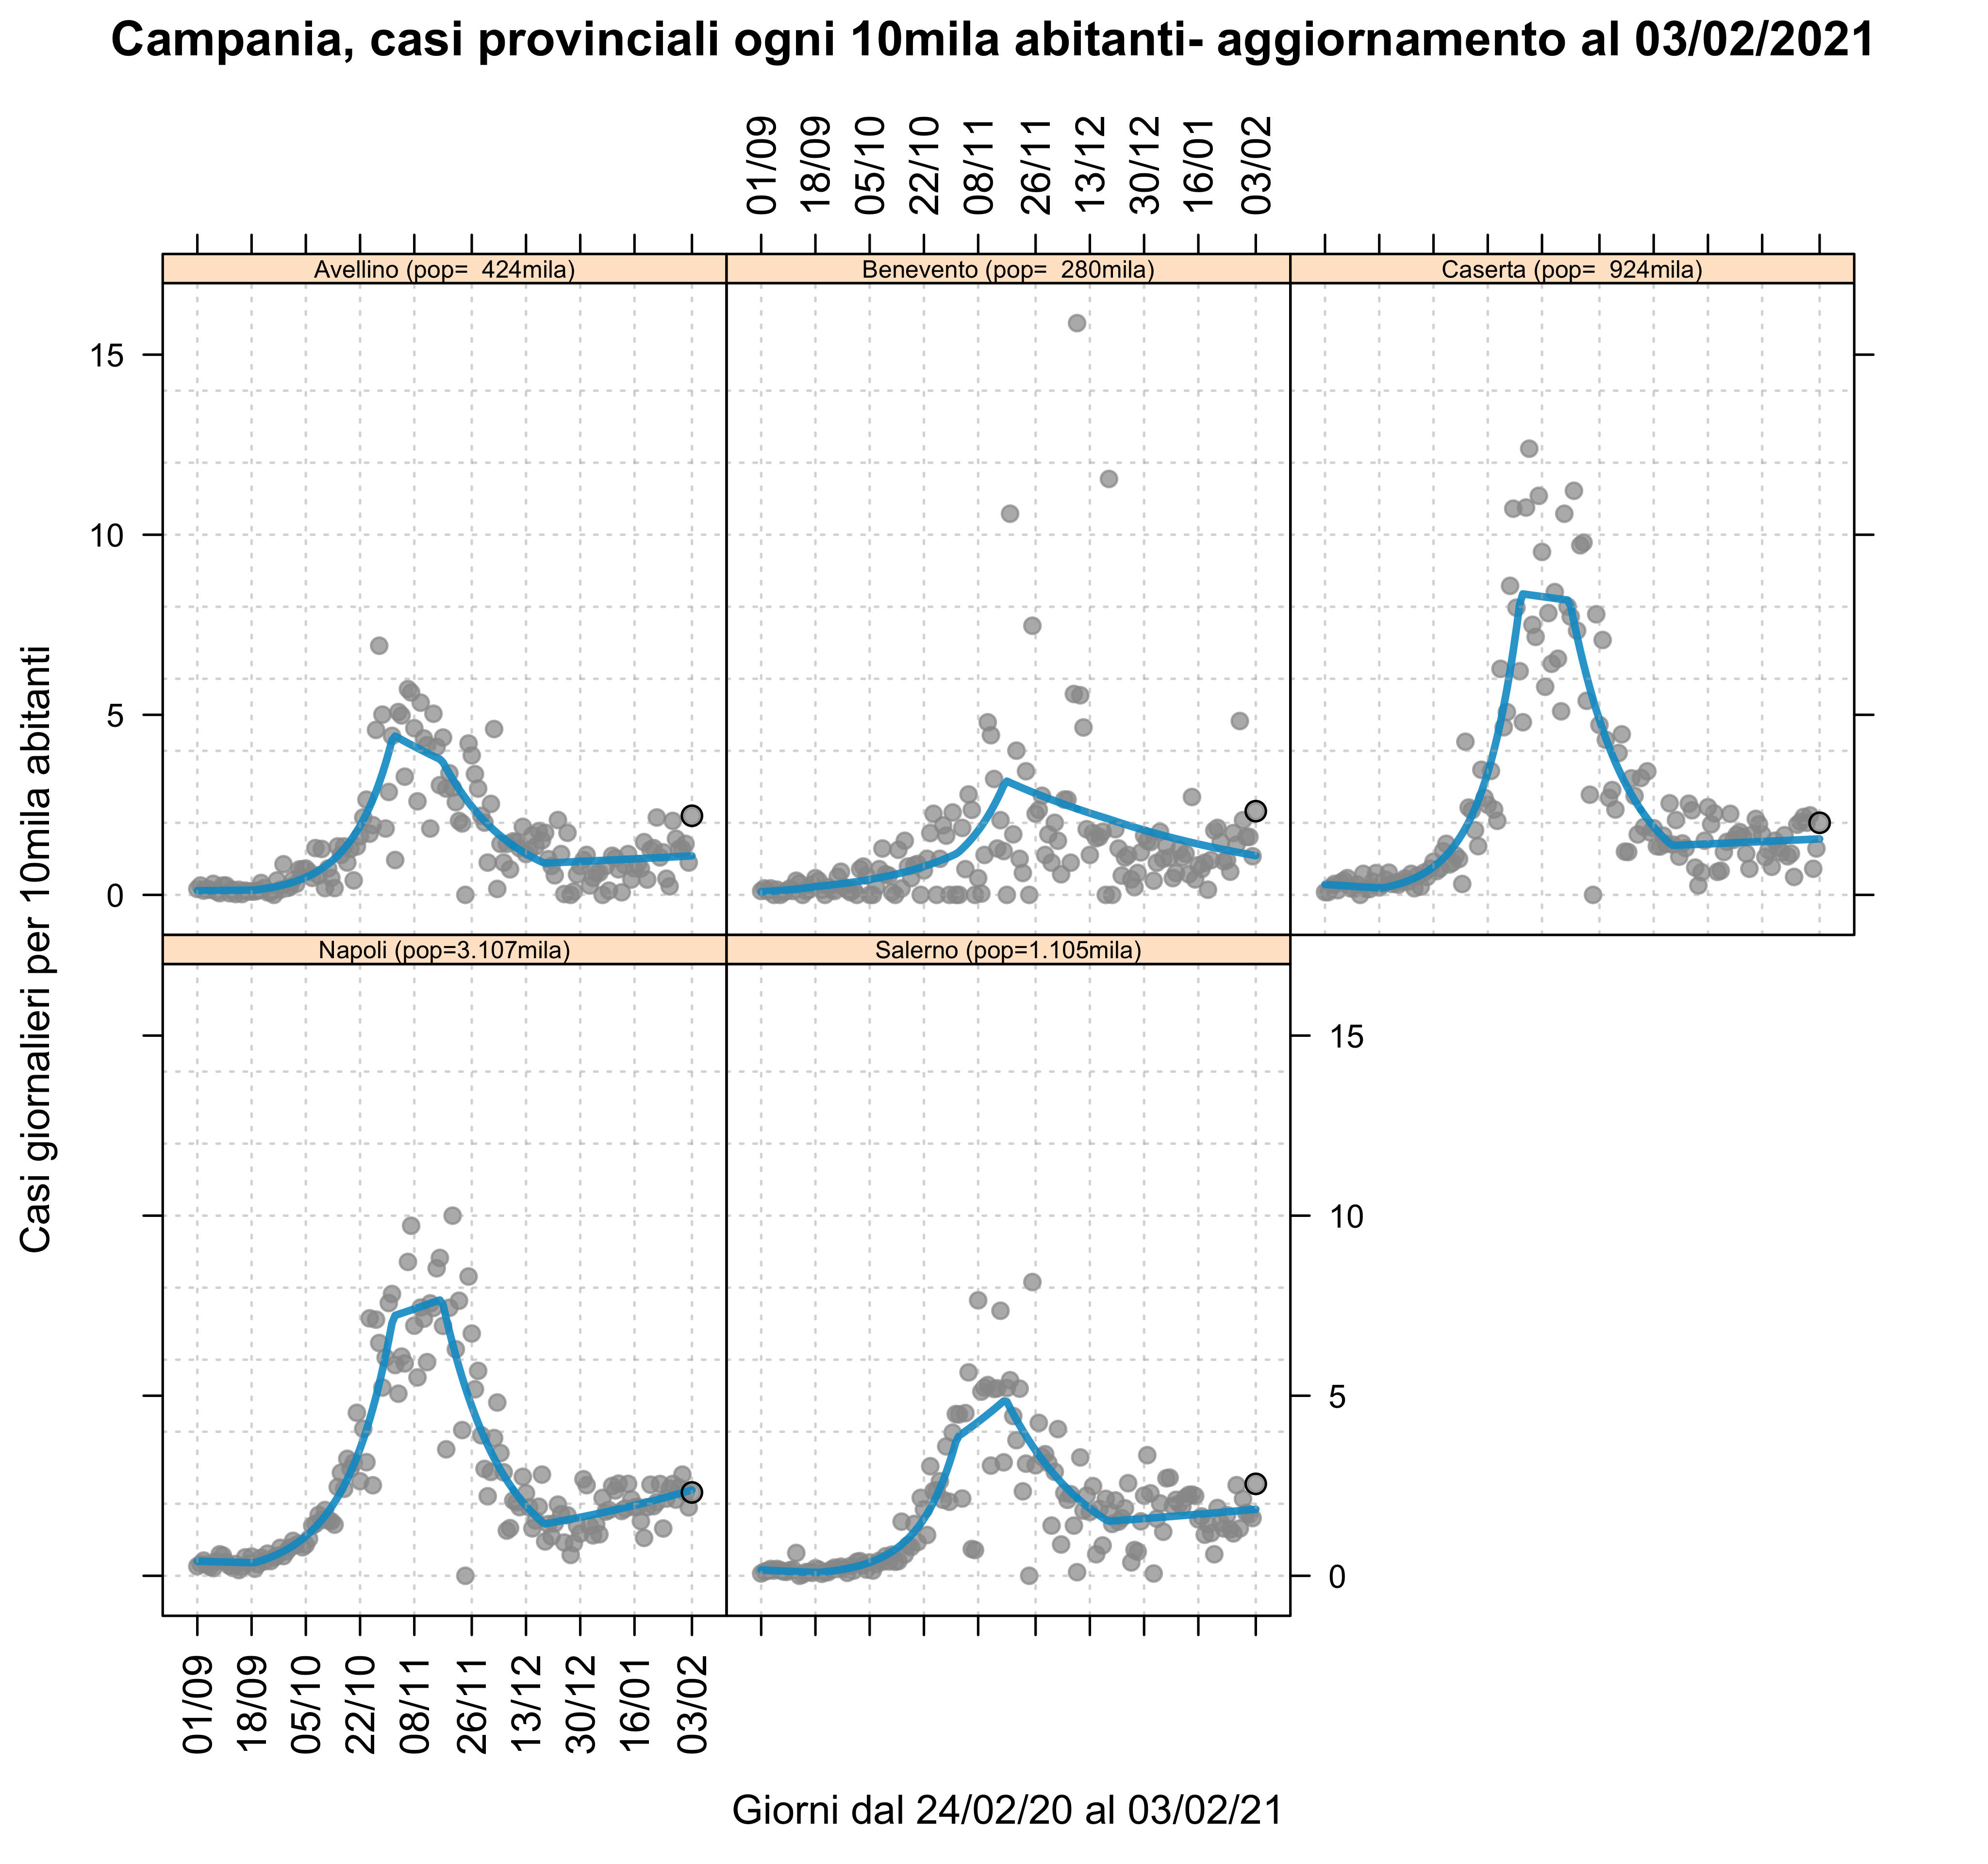 Campania, casi provinciali ogni 10mila abitanti- aggiornamento al 03/02/2021
01/09 18/09 05/10 22/10 08/11 26/11 13/12 30/12 16/01 03/02
Avellino (pop=  424mila)
Benevento (pop=  280mila)
Caserta (pop=  924mila)
15
10
5
0
Casi giornalieri per 10mila abitanti
Napoli (pop=3.107mila)
Salerno (pop=1.105mila)
15
10
5
0
01/09 18/09 05/10 22/10 08/11 26/11 13/12 30/12 16/01 03/02
Giorni dal 24/02/20 al 03/02/21